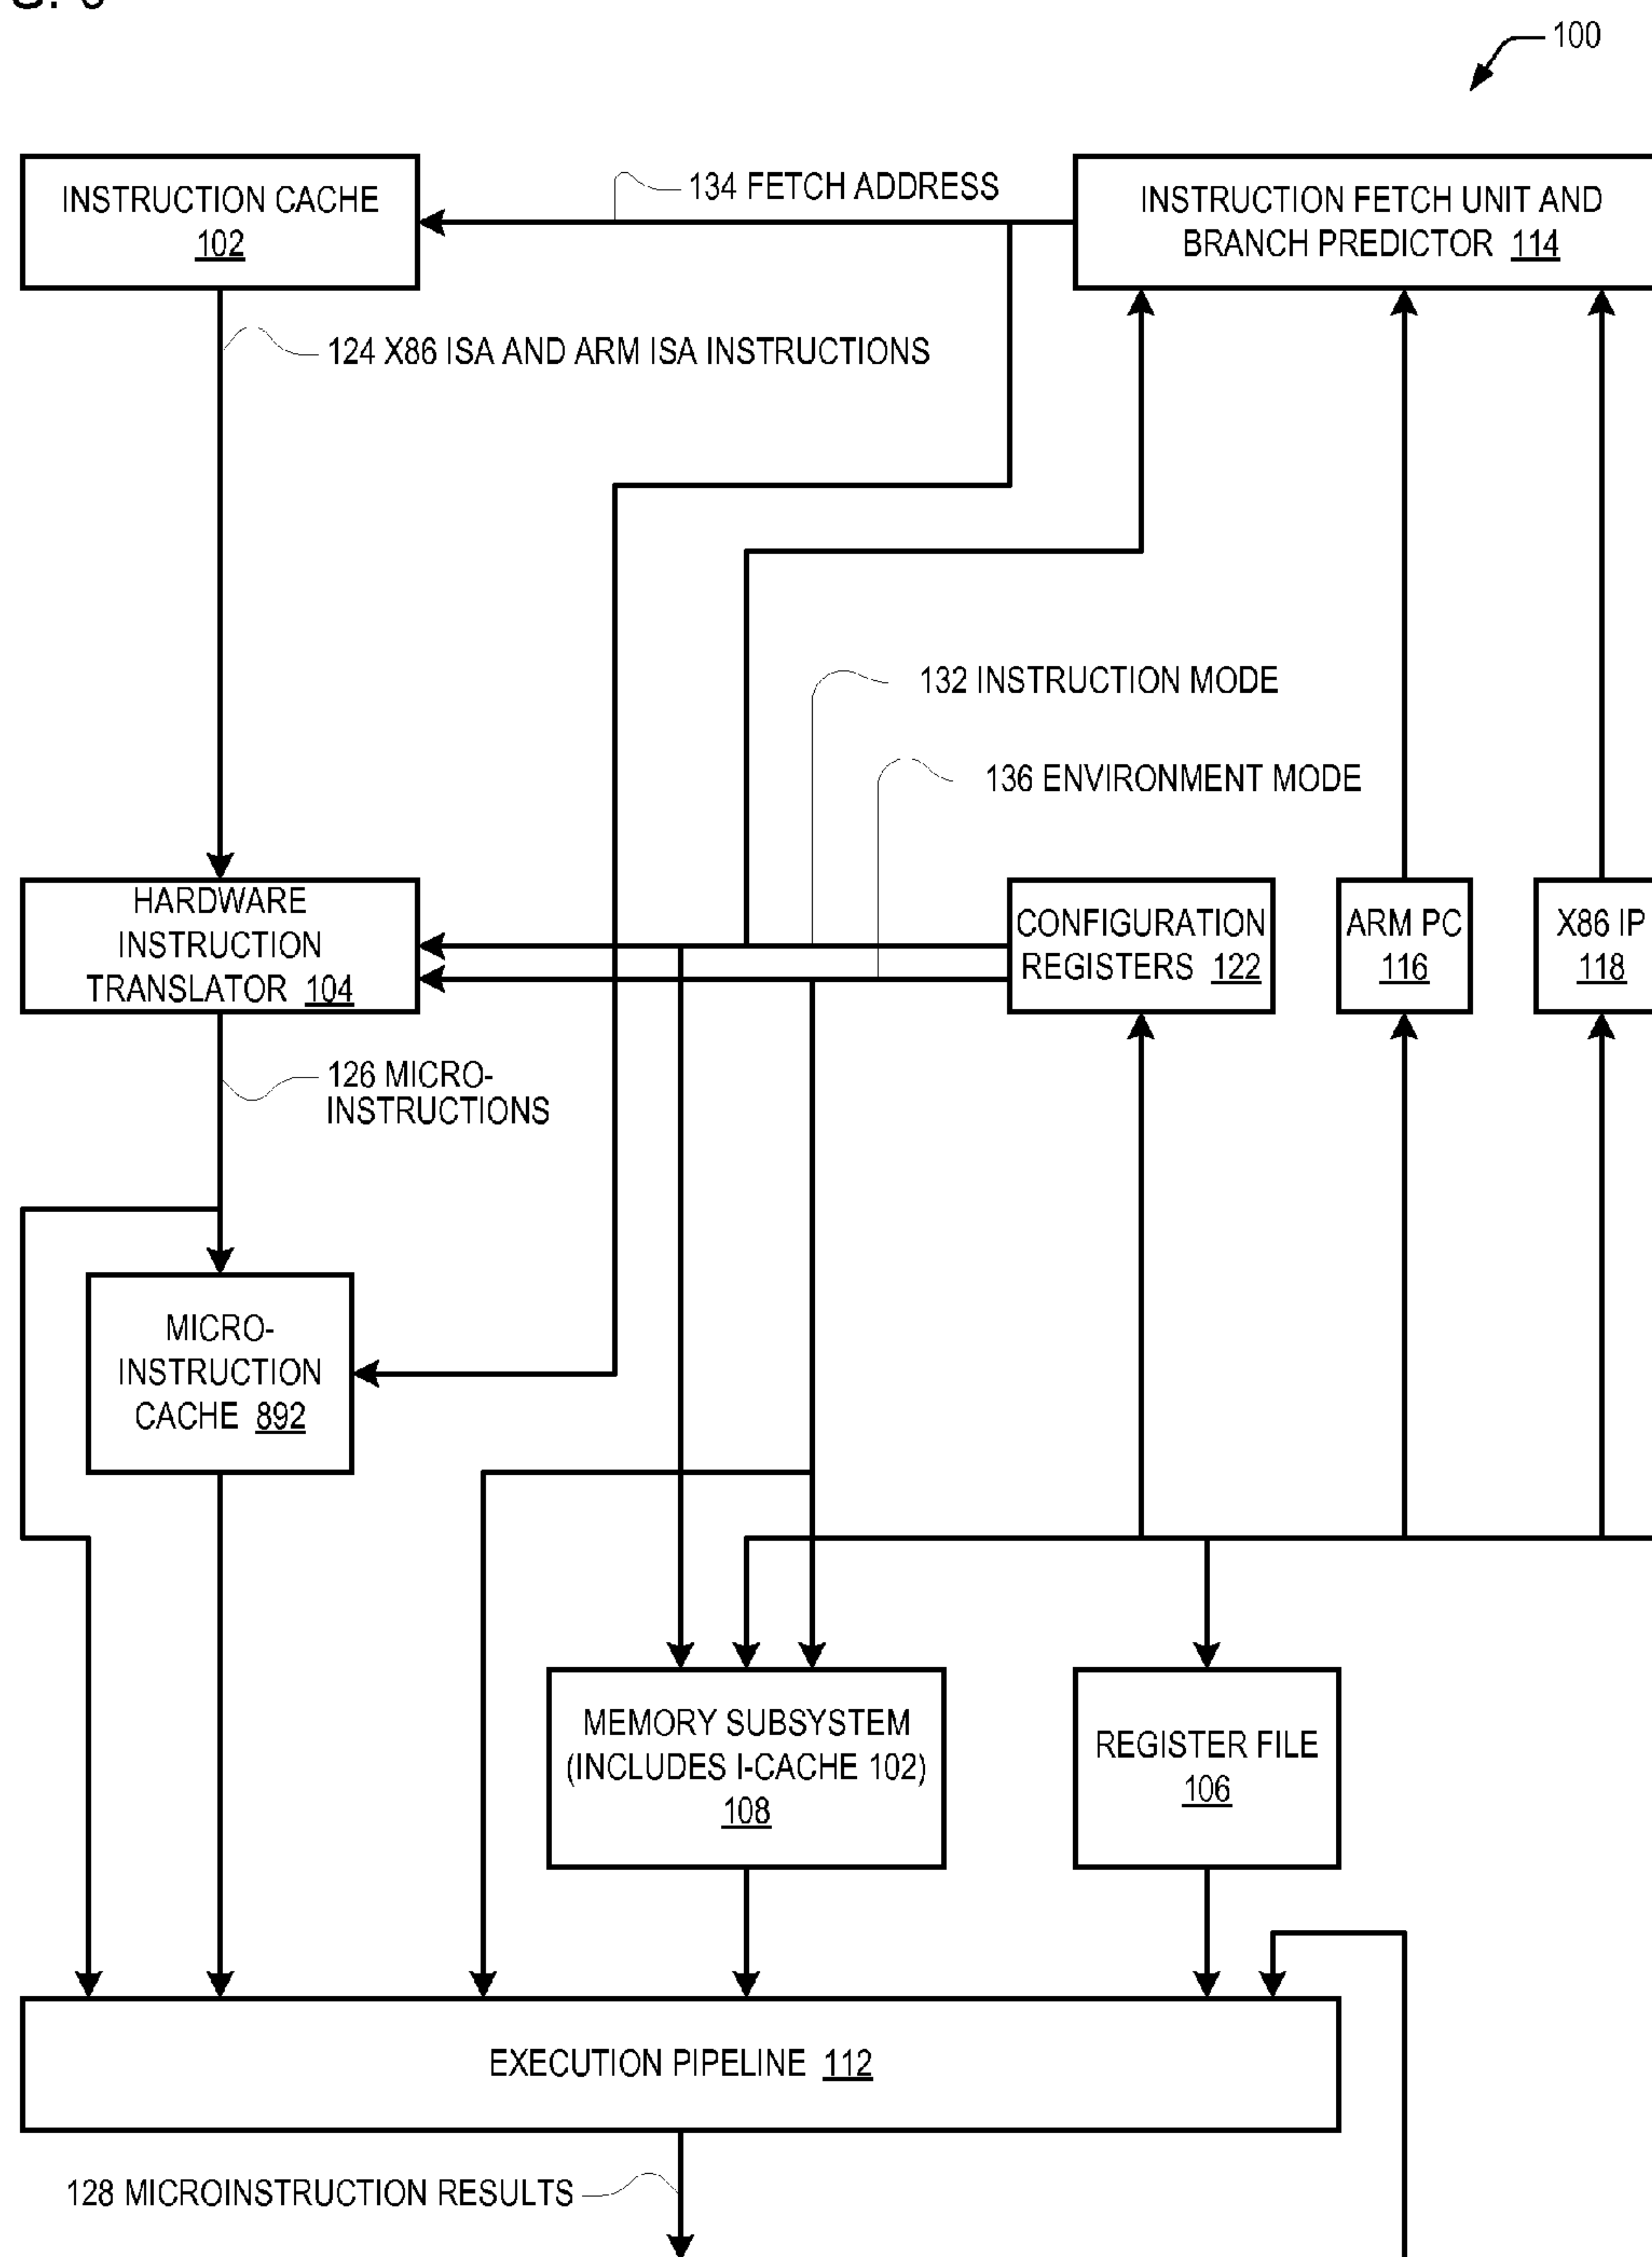 100
INSTRUCTION CACHE
102
134 FETCH ADDRESS
INSTRUCTION FETCH UNIT AND
BRANCH PREDICTOR 114
124 X86 ISA AND ARM ISA INSTRUCTIONS
132 INSTRUCTION MODE
136 ENVIRONMENT MODE
HARDWARE
INSTRUCTION
TRANSLATOR 104
CONFIGURATION
REGISTERS 122
ARM PC
116
X86 IP
118
126 MICRO-
INSTRUCTIONS
MICRO-
INSTRUCTION
CACHE 892
MEMORY SUBSYSTEM
(INCLUDES I-CACHE 102)
108
REGISTER FILE
106
EXECUTION PIPELINE 112
128 MICROINSTRUCTION RESULTS